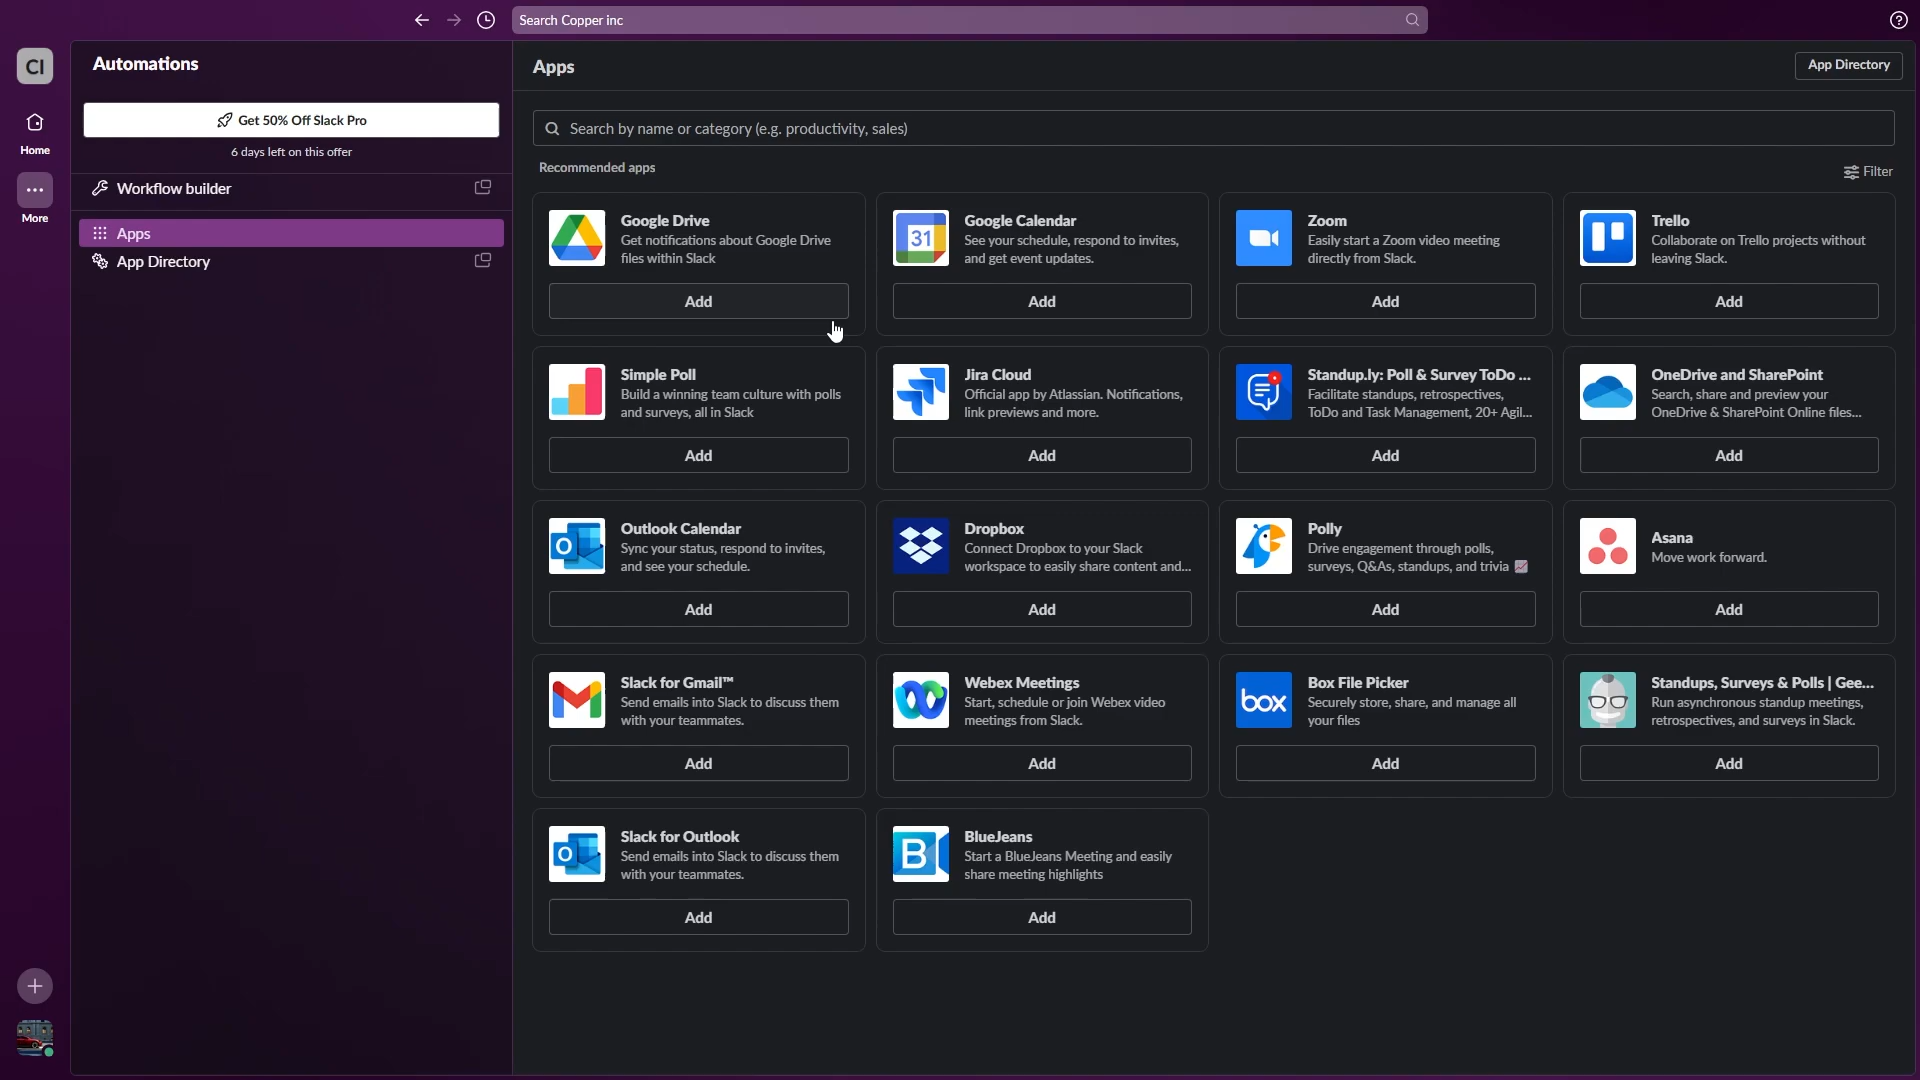 Search Copper inc
CI
Automations
Apps
App Directory
Get 50% Off Slack Pro
6 days left on this offer
Home
More
Workflow builder
Apps
App Directory
Search by name or category (e.g. productivity, sales)
Recommended apps
Filter
Google Drive
Get notifications about Google Drive
files within Slack
Add
31
Google Calendar
See your schedule, respond to invites,
and get event updates.
Add
Zoom
Easily start a Zoom video meeting
directly from Slack.
Add
Trello
Collaborate on Trello projects without
leaving Slack.
Add
Simple Poll
Build a winning team culture with polls
and surveys, all in Slack
Add
Jira Cloud
Official app by Atlassian. Notifications,
link previews and more.
Add
Standup.ly: Poll & Survey ToDo ...
Facilitate standups, retrospectives,
ToDo and Task Management, 20+ Agil...
Add
OneDrive and SharePoint
Search, share and preview your
OneDrive & SharePoint Online files...
Add
O
Outlook Calendar
Sync your status, respond to invites,
and see your schedule.
Add
Dropbox
Connect Dropbox to your Slack
workspace to easily share content and...
Add
Polly
Drive engagement through polls,
surveys, Q&As, standups, and trivia
Add
Asana
Move work forward.
Add
Slack for Gmail™
Send emails into Slack to discuss them
with your teammates.
Add
Webex Meetings
Start, schedule or join Webex video
meetings from Slack.
Add
box
Box File Picker
Securely store, share, and manage all
your files
Add
Standups, Surveys & Polls | Gee...
Run asynchronous standup meetings,
retrospectives, and surveys in Slack.
Add
O
Slack for Outlook
Send emails into Slack to discuss them
with your teammates.
Add
B
BlueJeans
Start a BlueJeans Meeting and easily
share meeting highlights
Add